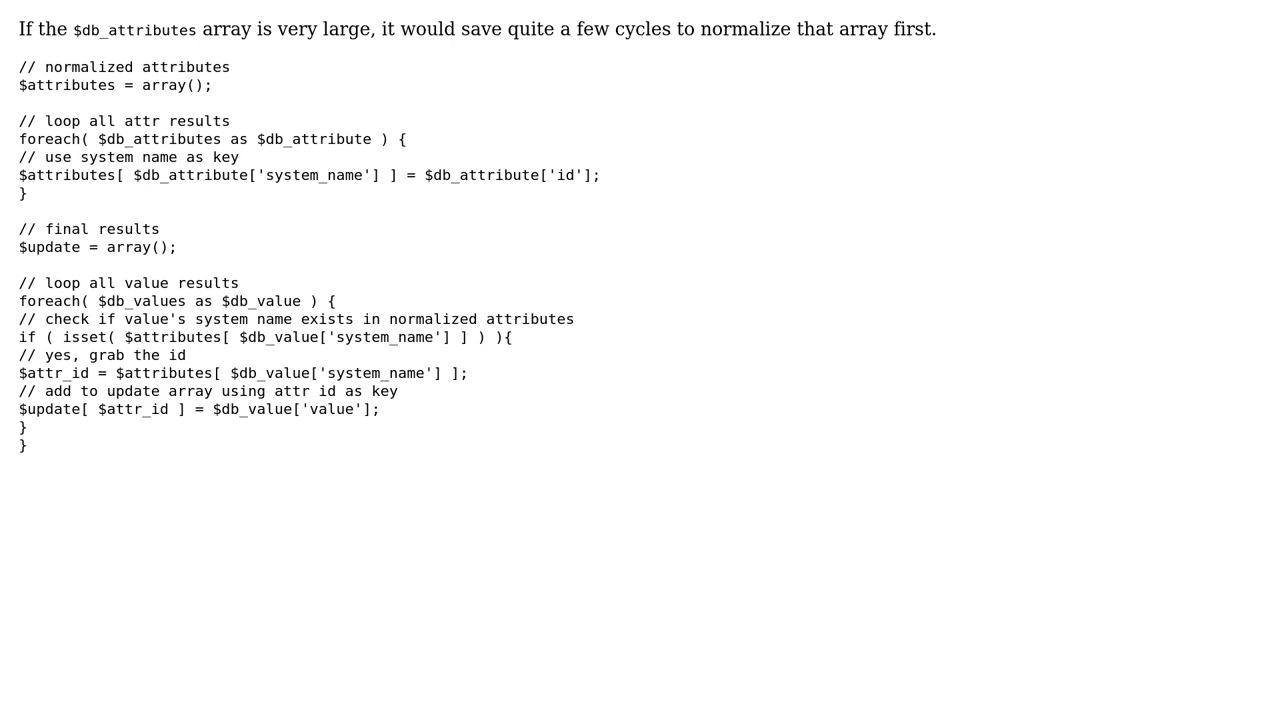 If the $db_attributes array is very large, it would save quite a few cycles to normalize that array first.
// normalized attributes
$attributes = array();
// loop all attr results
foreach( $db_attributes as $db_attribute ) {
// use system name as key
$attributes[ $db_attribute['system_name'] ] = $db_attribute['id'];
}
// final results
$update = array();
// loop all value results
foreach( $db_values as $db_value ) {
// check if value's system name exists in normalized attributes
if ( isset( $attributes[ $db_value['system_name'] ] ) ){
// yes, grab the id
$attr_id = $attributes[ $db_value['system_name'] ];
// add to update array using attr id as key
$update[ $attr_id ] = $db_value['value'];
}
}